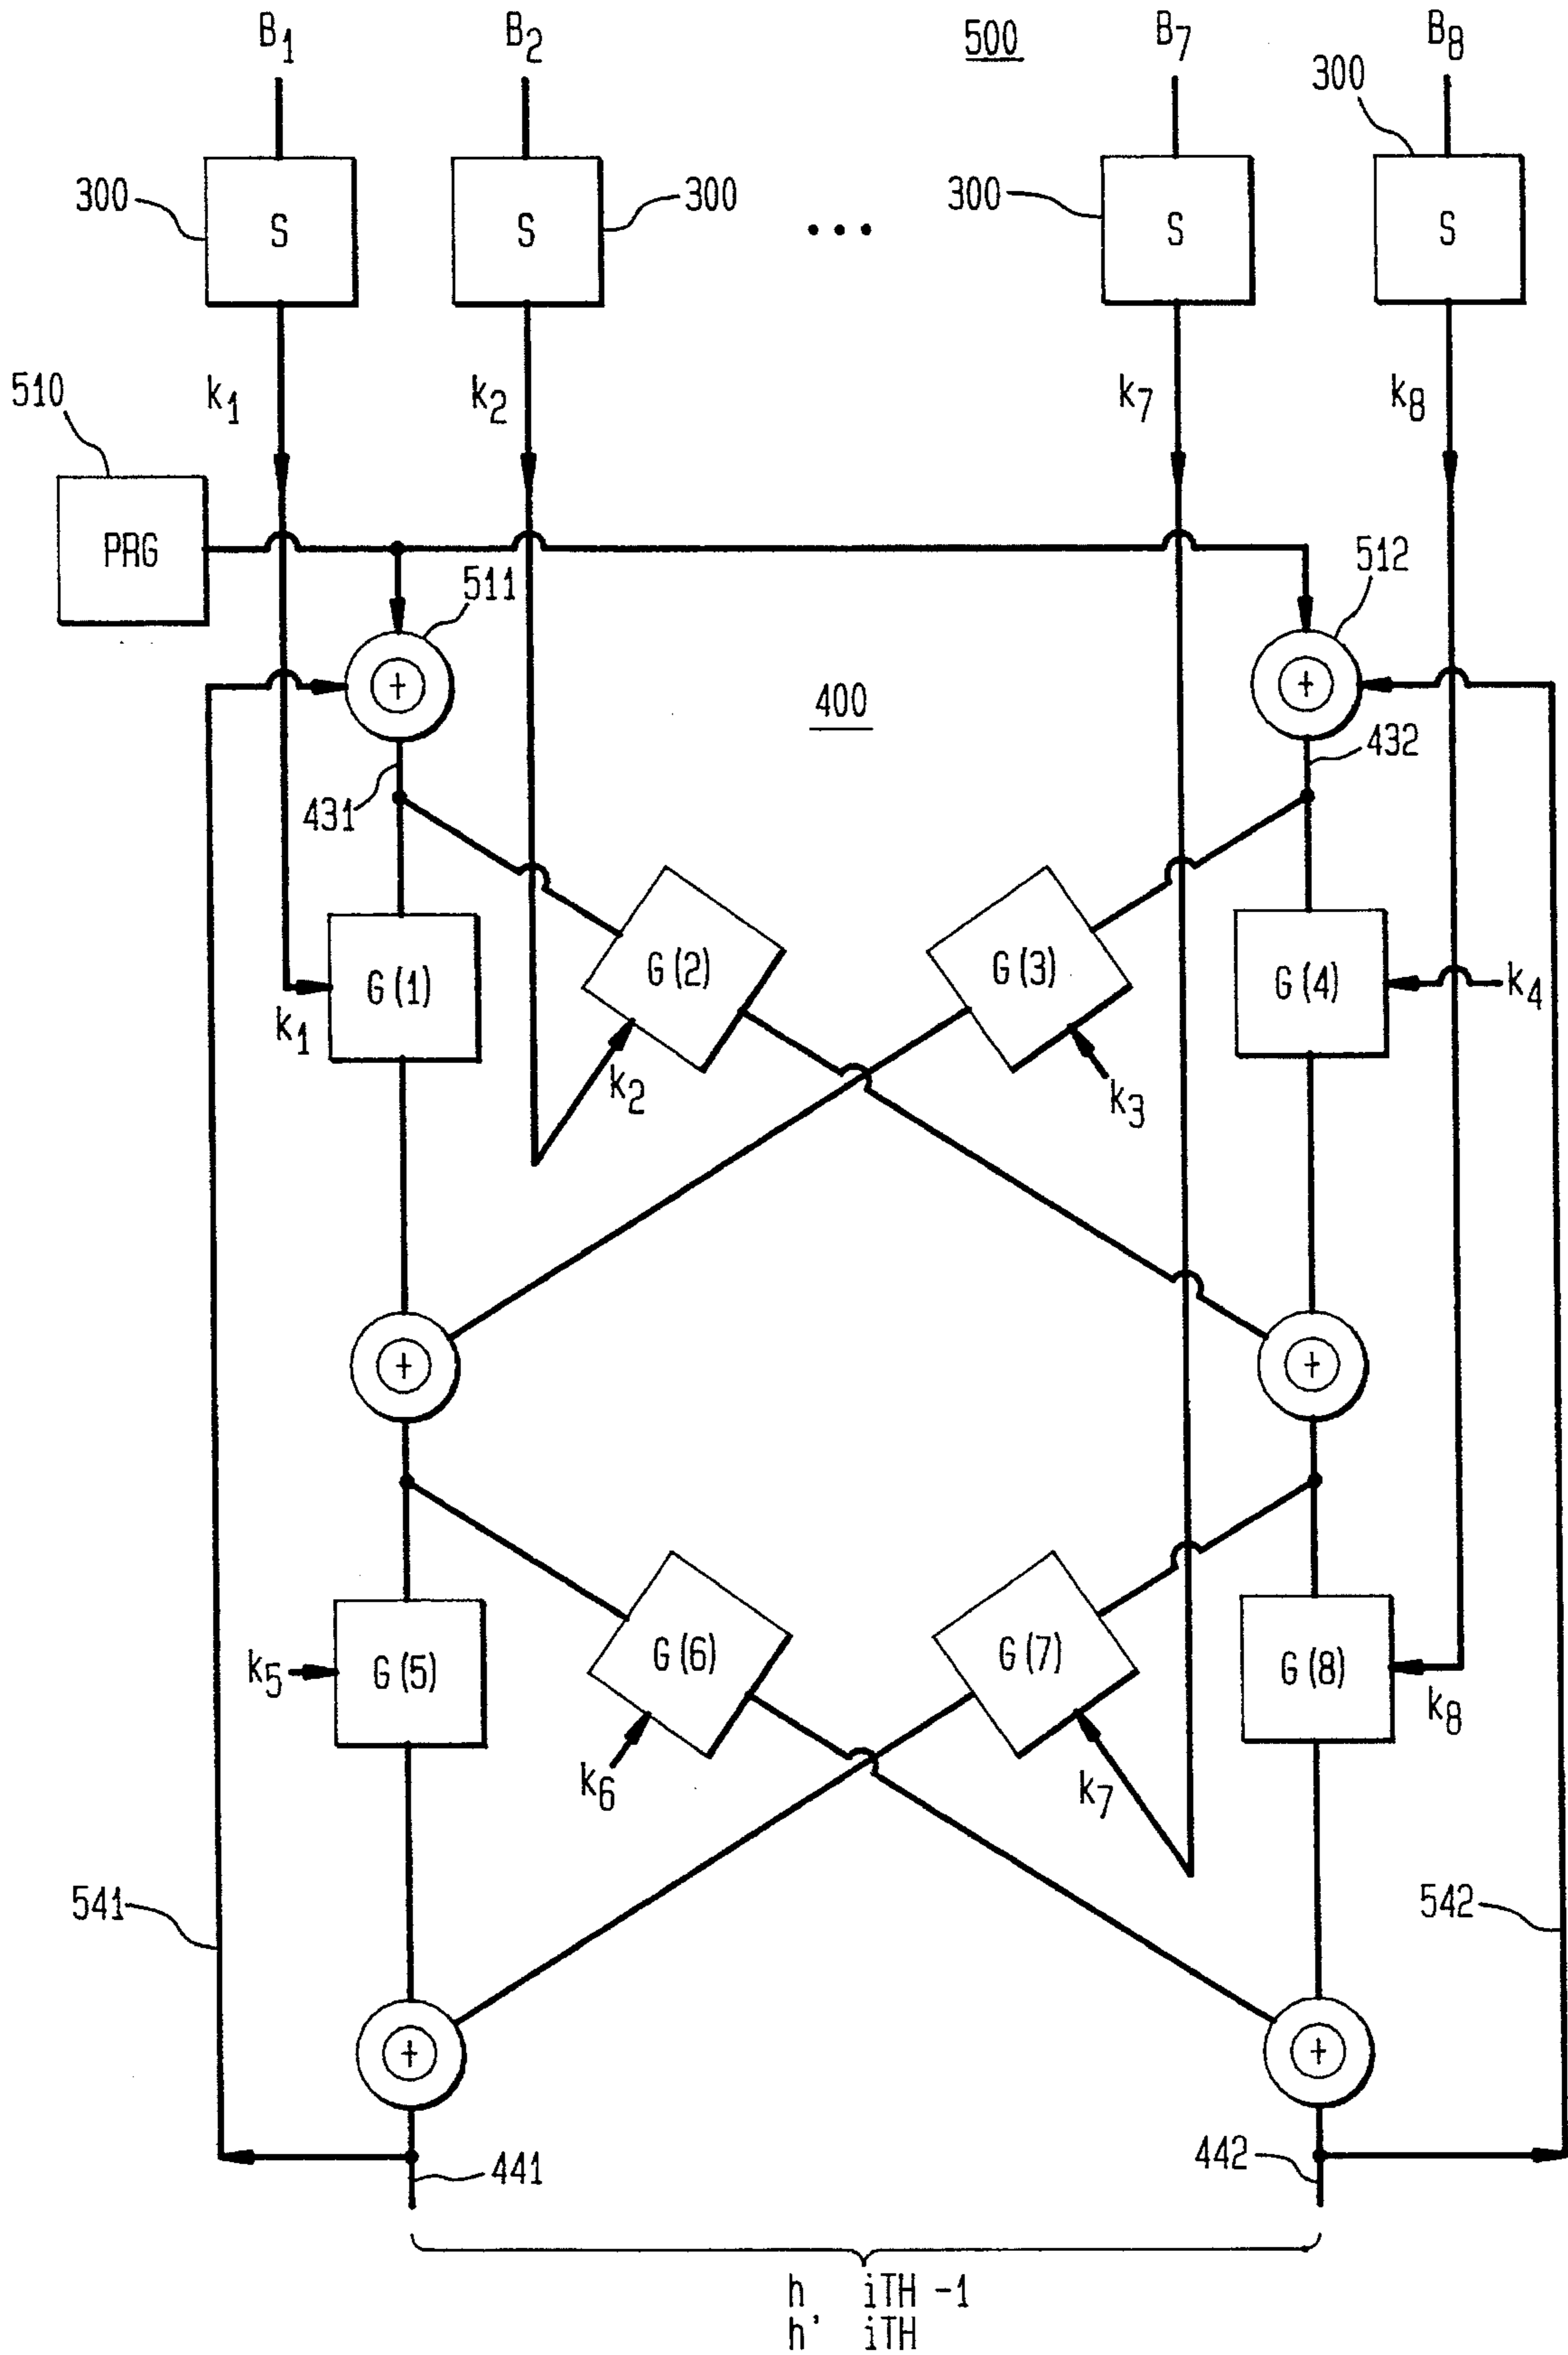 B1 B2 500 B7 B8
300
300 S S 300 ... 300 S S
510 k1 k2 k7 k8
PRG
511 512
+ +
400
431 432
G(1) G(2) G(3) G(4) k4
k1 k2 k3
+ +
k5 G(5) G(6) G(7) G(8)
k6 k7 k8
541 542
+ +
441 442
h iTH -1
h' iTH